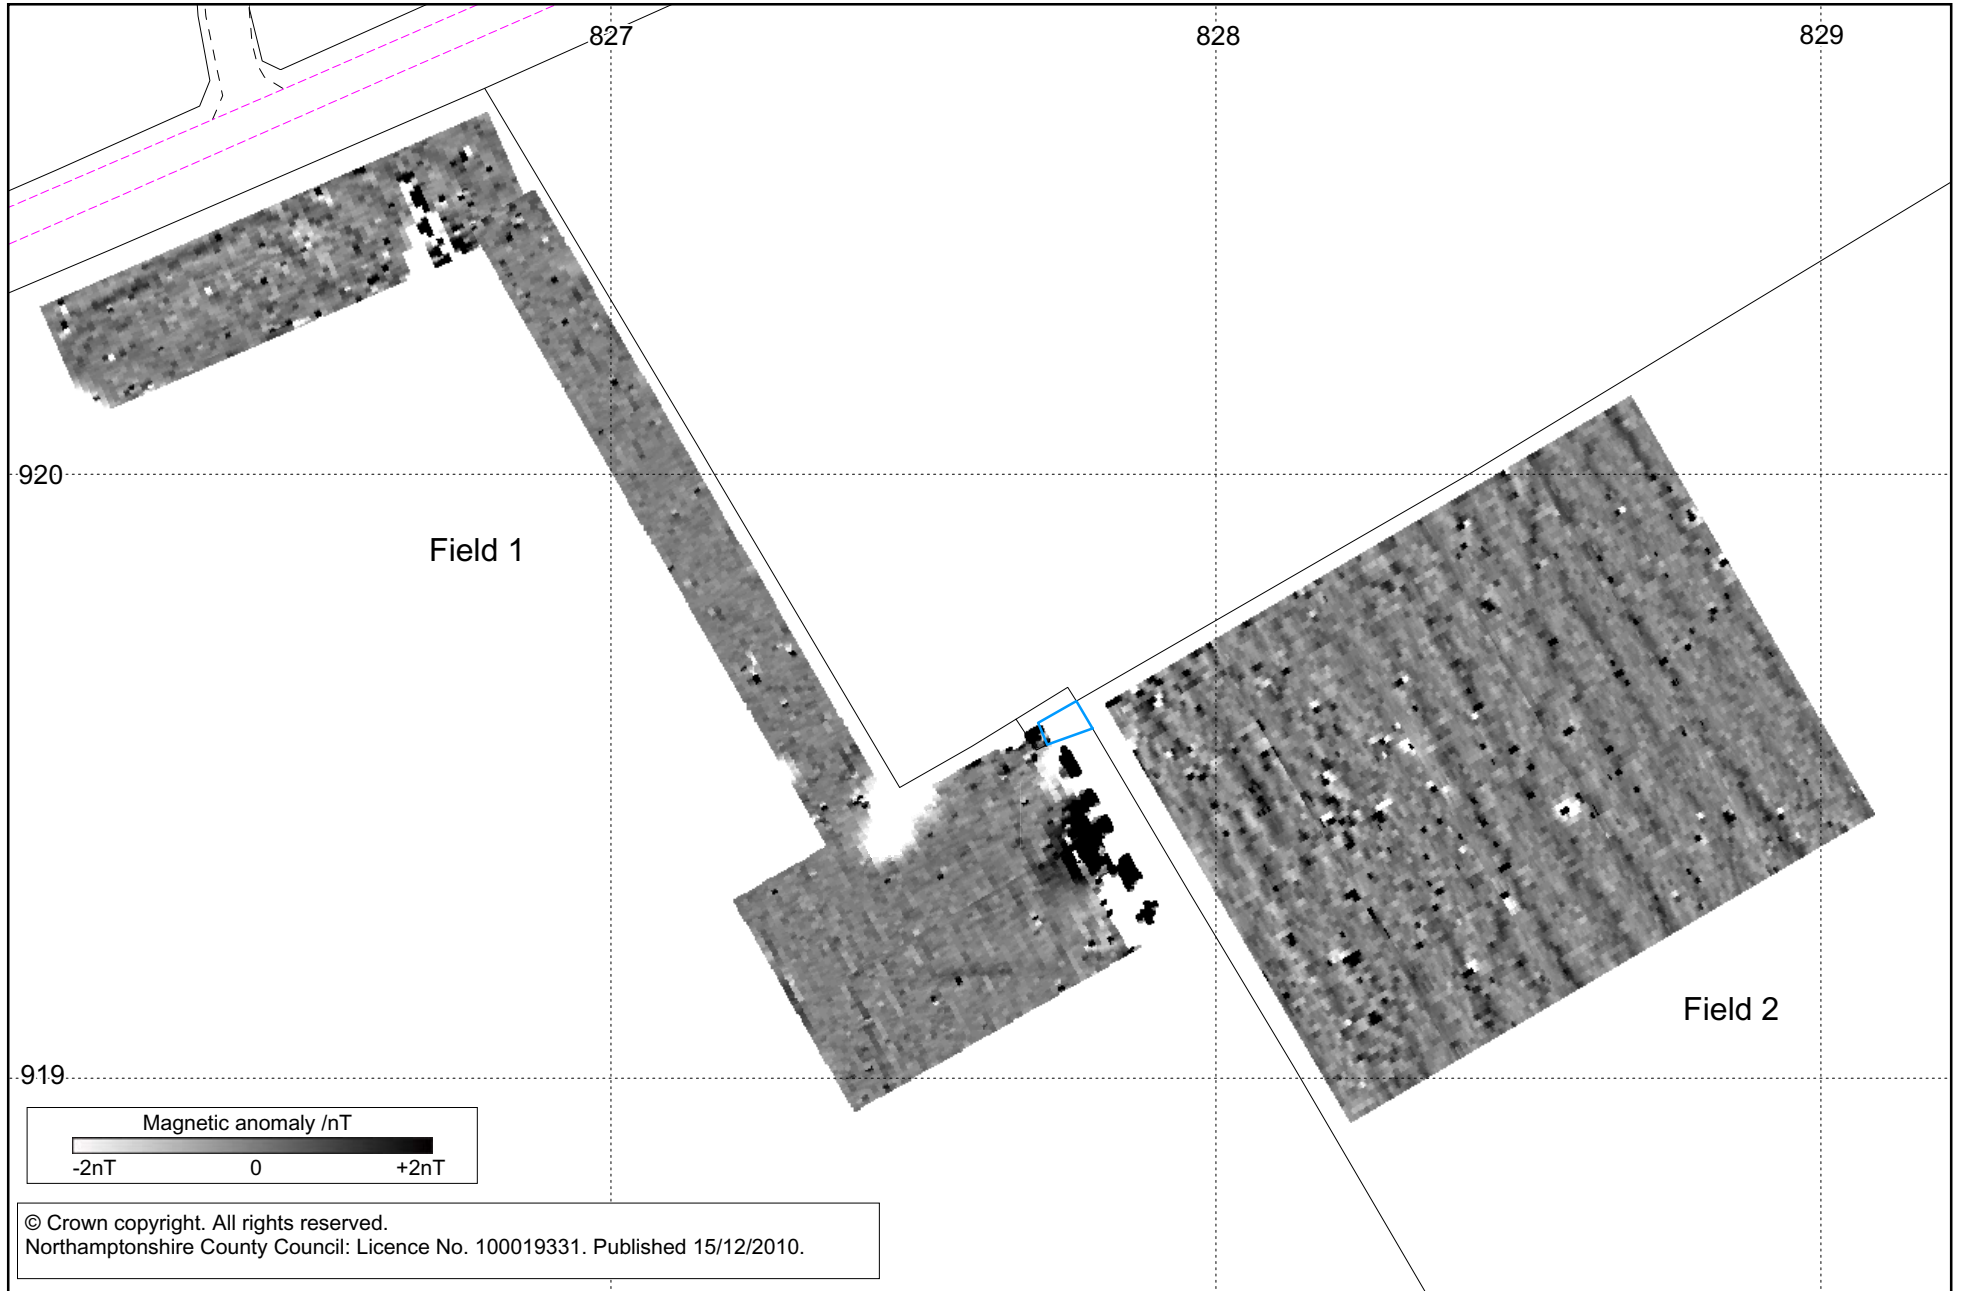 827
828
829
920
Field 1
Field 2
919
Magnetic anomaly /nT
-2nT 0 +2nT
© Crown copyright. All rights reserved.
Northamptonshire County Council: Licence No. 100019331. Published 15/12/2010.